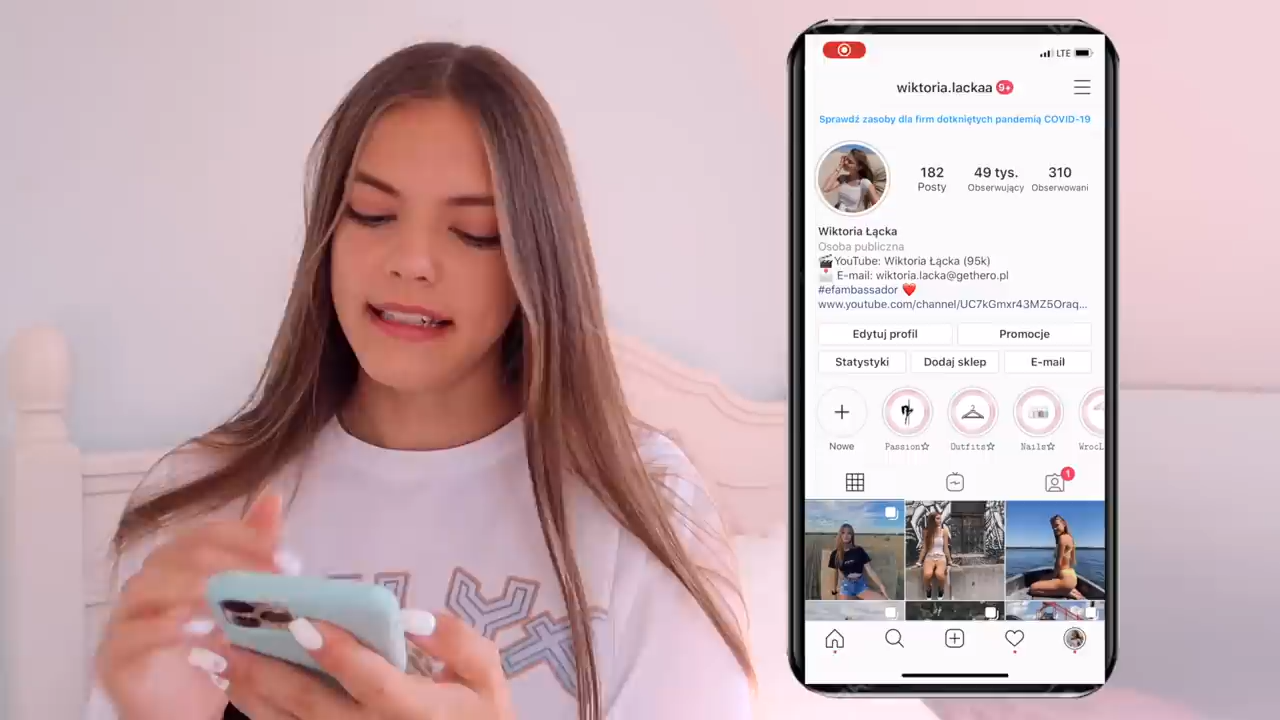 LTE
wiktoria.lackaa 9+
Sprawdź zasoby dla firm dotkniętych pandemią COVID-19
182 49 tys. 310
Posty Obserwujący Obserwowani
Wiktoria Łącka
Osoba publiczna
YouTube: Wiktoria Łącka (95k)
E-mail: wiktoria.lacka@gethero.pl
#efambassador
www.youtube.com/channel/UC7kGmxr43MZ5Oraq...
Edytuj profil Promocje
Statystyki Dodaj sklep E-mail
Nowe Passion☆ Outfits☆ Nails☆ WrocŁ
1